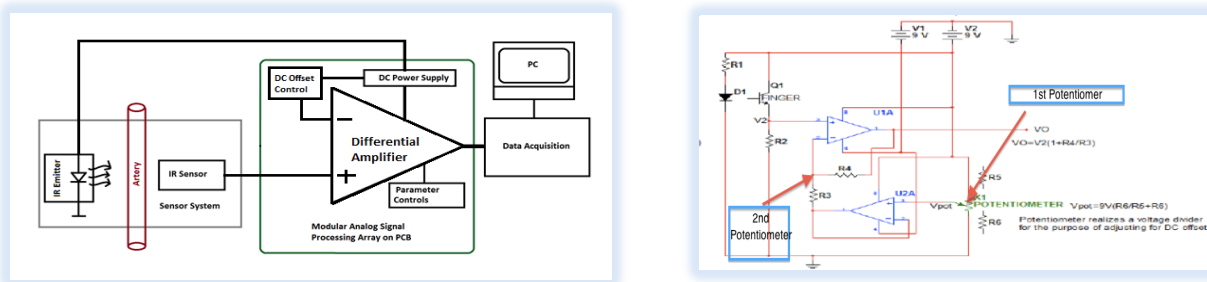 DC Offset
Control
DC Power Supply
PC
Differential
Amplifier
Data Acquisition
IR Emitter
Artery
IR Sensor
Sensor System
Parameter
Controls
Modular Analog Signal
Processing Array on PCB
V1
9 V
V2
9 V
R1
D1
Q1
FINGER
V2
R2
U1A
1st Potentiomer
VO
VO=V2(1+R4/R3)
R4
R3
U2A
R5
X1
Vpot
POTENTIOMETER
Vpot=9V(R6/R5+R6)
R6
Potentiometer realizes a voltage divider
for the purpose of adjusting for DC offset
2nd
Potentiometer